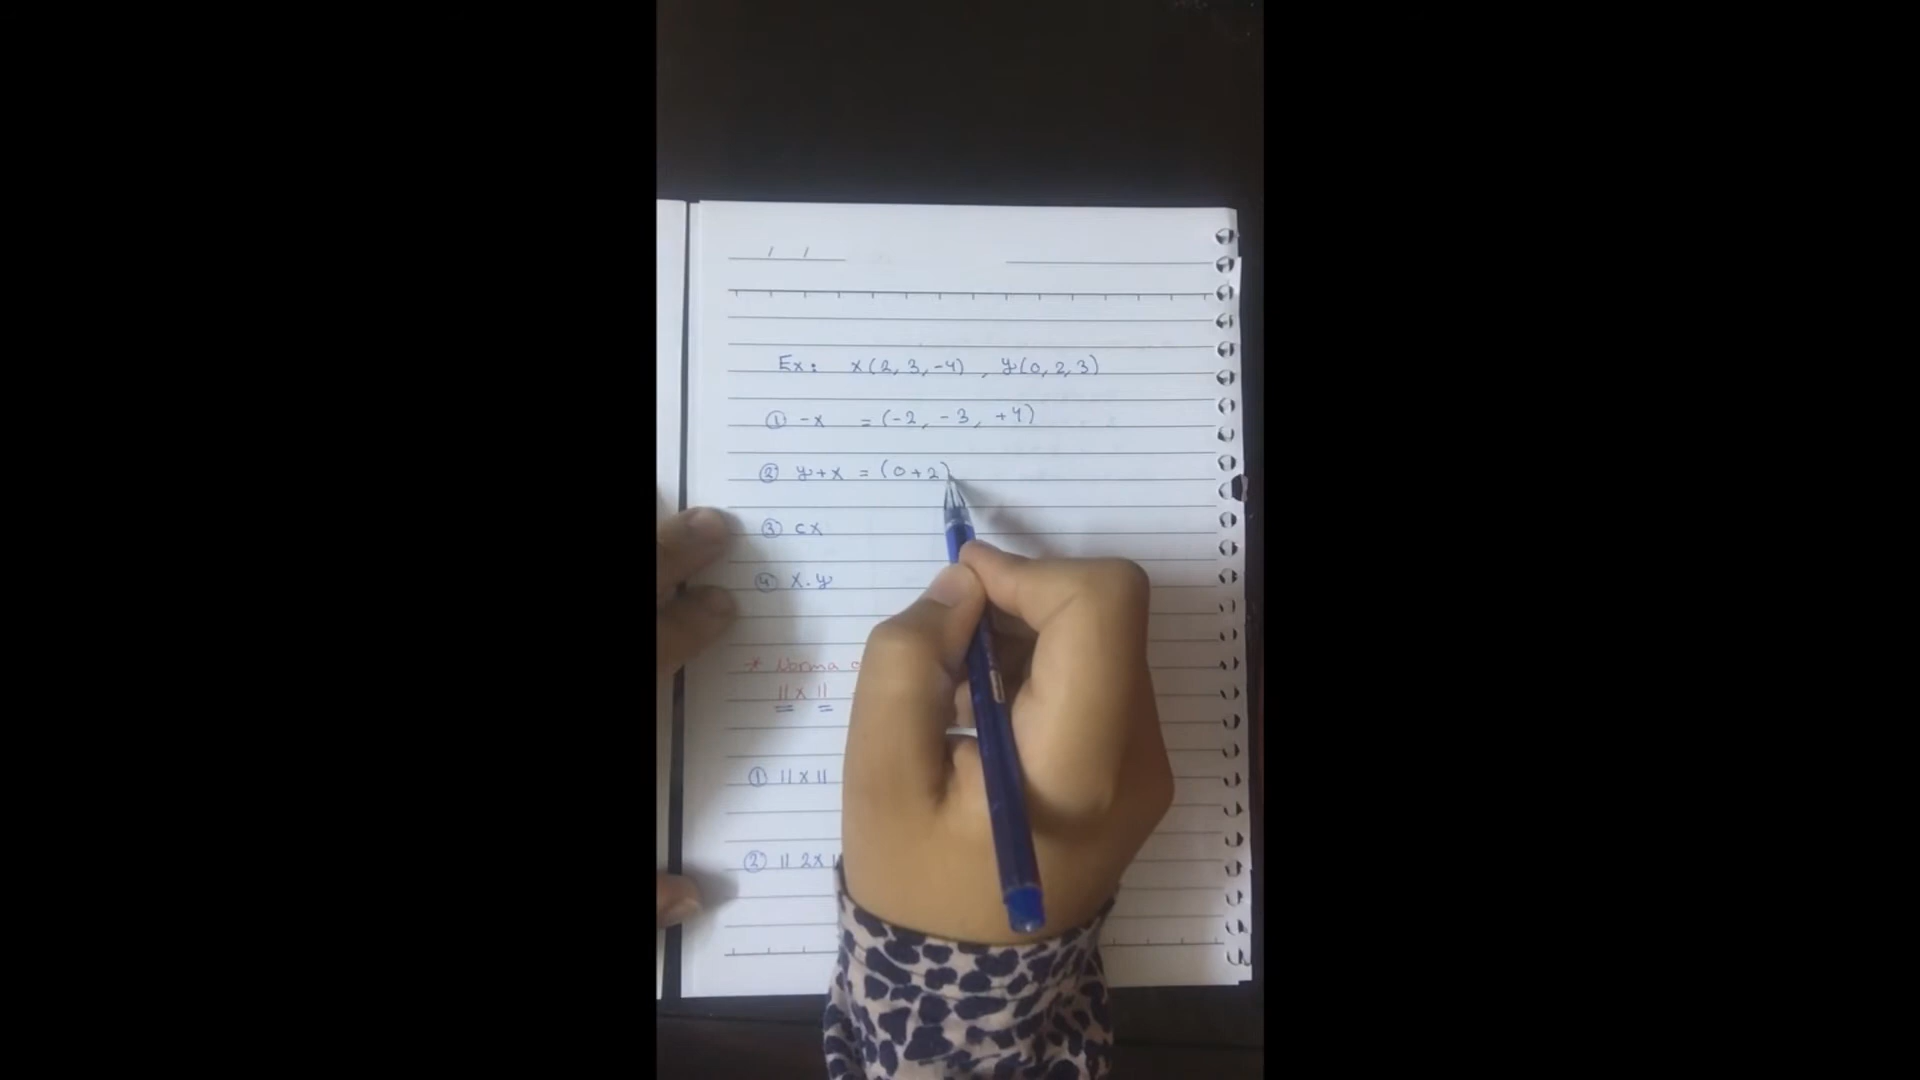 / /
Ex: x(2, 3, -4) , y(0, 2, 3)
① -x = (-2, -3, +4)
② y+x = (0+2)
③ cx
④ x.y
* Norma
|| x ||
① || x ||
② || 2x